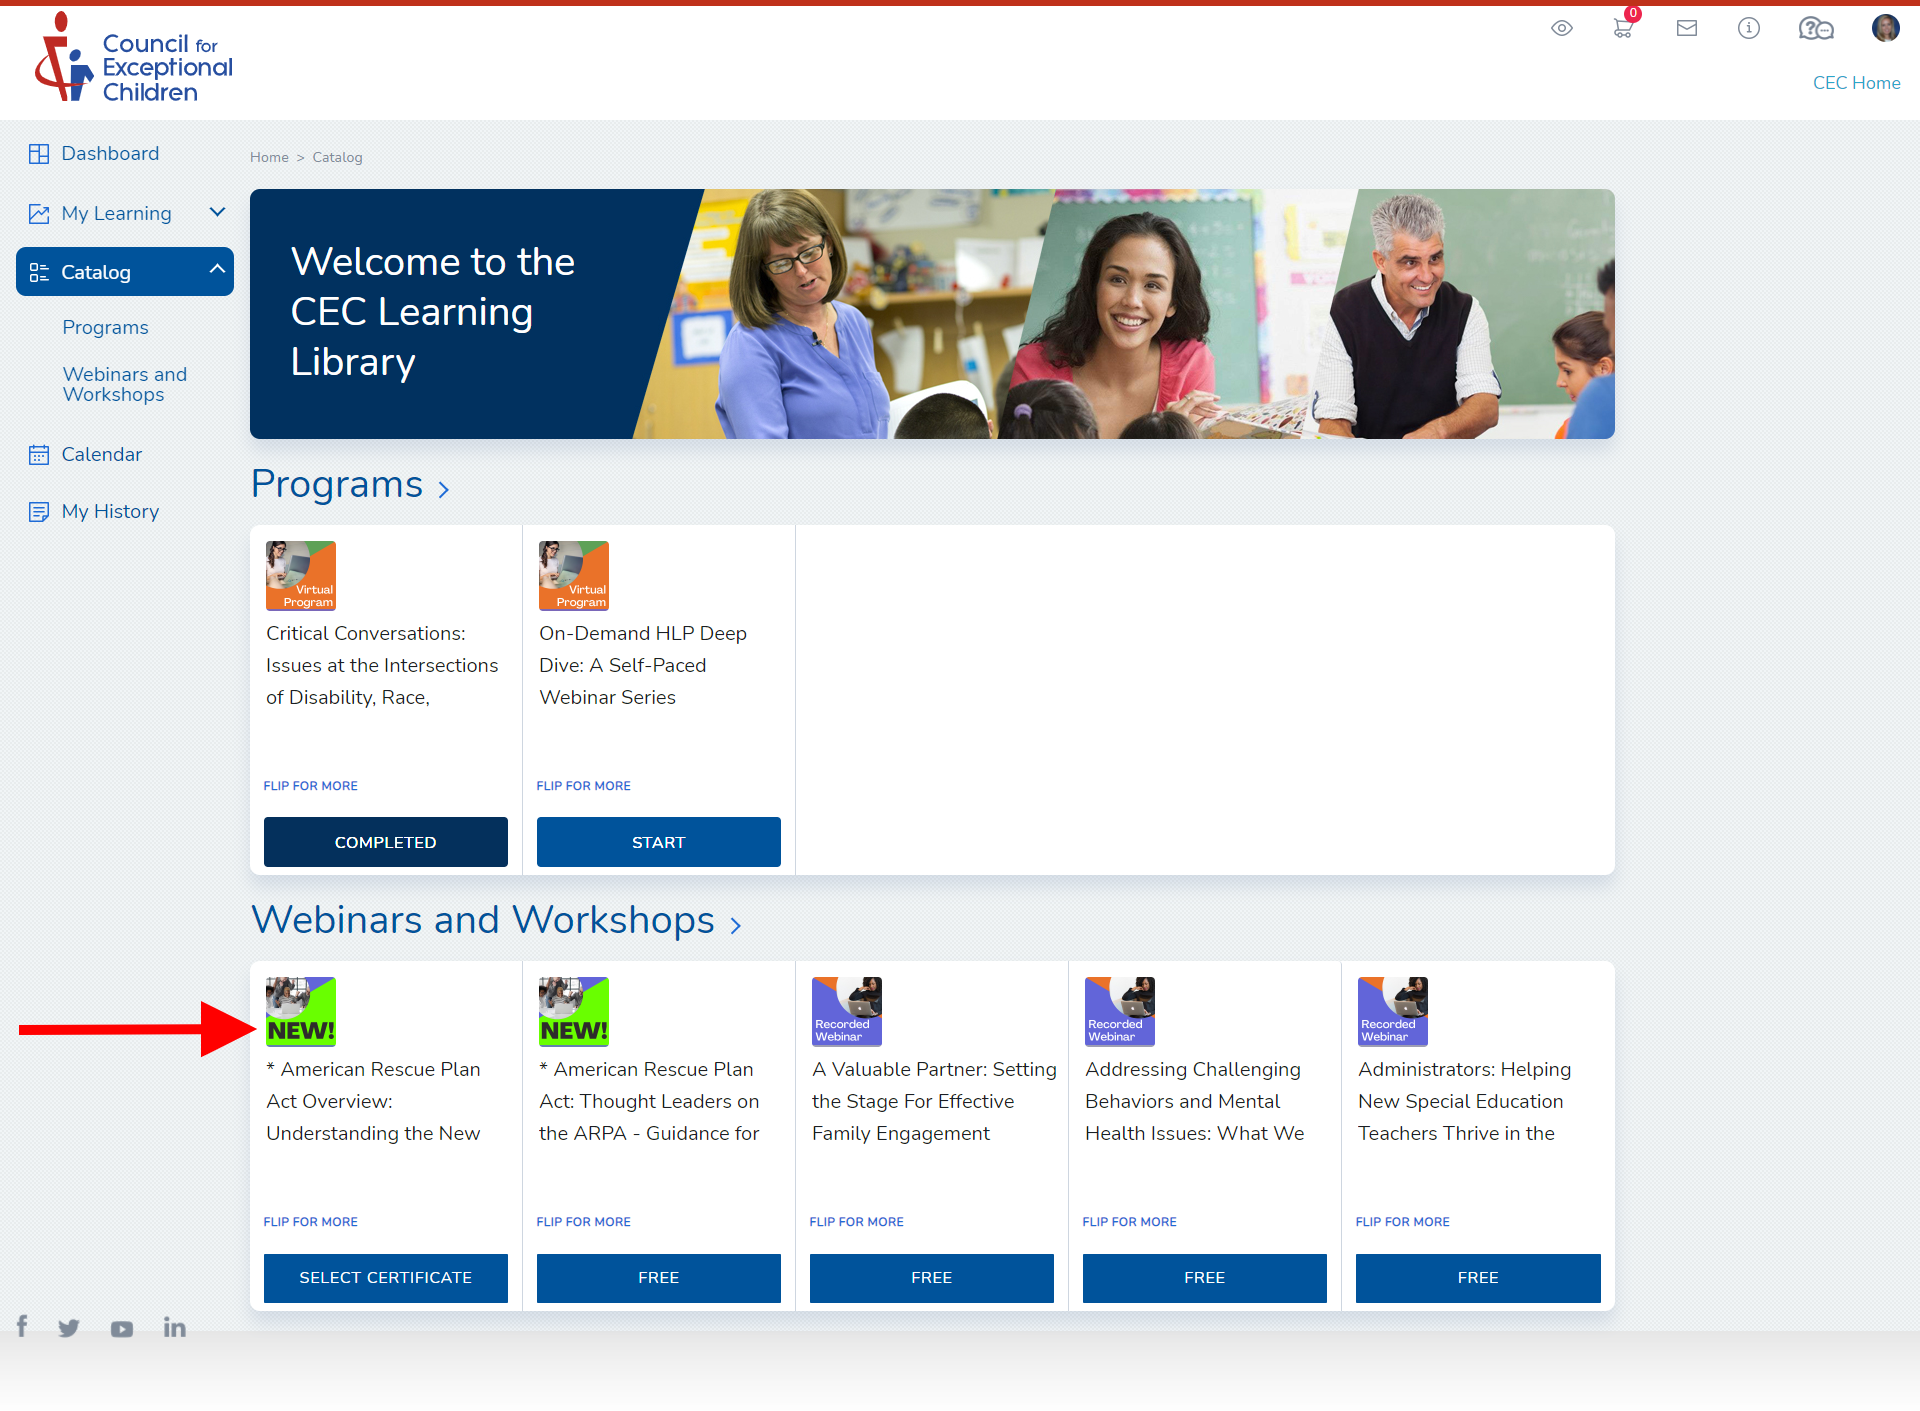 Council for
Exceptional
Children
0
CEC Home
Dashboard
My Learning
Catalog
Programs
Webinars and
Workshops
Calendar
My History
Home > Catalog
Welcome to the
CEC Learning
Library
Programs >
Virtual
Program
Critical Conversations:
Issues at the Intersections
of Disability, Race,
FLIP FOR MORE
COMPLETED
Virtual
Program
On-Demand HLP Deep
Dive: A Self-Paced
Webinar Series
FLIP FOR MORE
START
Webinars and Workshops >
NEW!
* American Rescue Plan
Act Overview:
Understanding the New
FLIP FOR MORE
SELECT CERTIFICATE
NEW!
* American Rescue Plan
Act: Thought Leaders on
the ARPA - Guidance for
FLIP FOR MORE
FREE
Recorded
Webinar
A Valuable Partner: Setting
the Stage For Effective
Family Engagement
FLIP FOR MORE
FREE
Recorded
Webinar
Addressing Challenging
Behaviors and Mental
Health Issues: What We
FLIP FOR MORE
FREE
Recorded
Webinar
Administrators: Helping
New Special Education
Teachers Thrive in the
FLIP FOR MORE
FREE